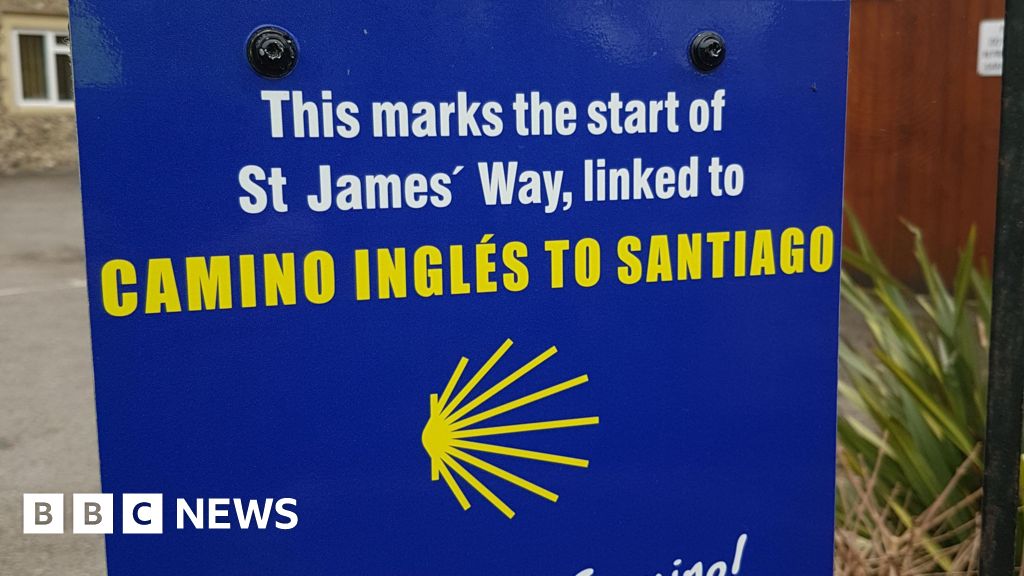 This marks the start of
St James´ Way, linked to
CAMINO INGLÉS TO SANTIAGO
BBC NEWS